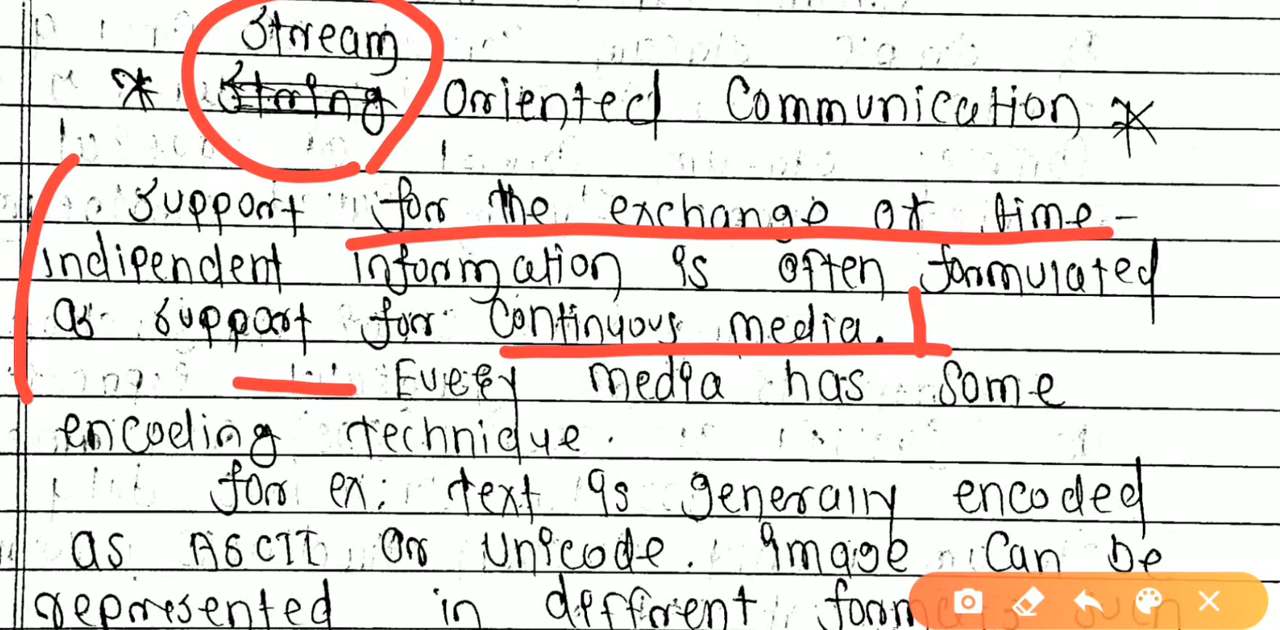 Stream
* String Oriented Communication *
Support for the exchange of time-
indipendent information is often formulated
as support for Continuous media.
Every media has some
encoding technique.
for ex: text is generally encoded
as ASCII or unicode. image can be
represented in different